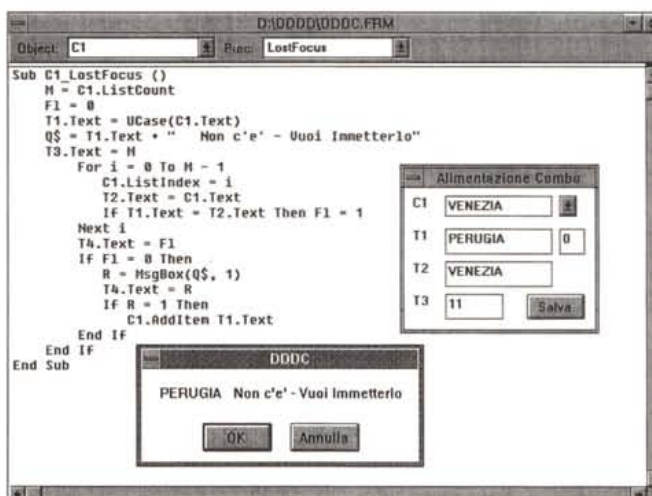 D:\DDDD\DDDC.FRM
Object: C1 Proc: LostFocus
Sub C1_LostFocus ()
M = C1.ListCount
Fl = 0
T1.Text = UCase(C1.Text)
Q$ = T1.Text + "   Non c'e' - Vuoi Immetterlo"
T3.Text = M
For i = 0 To M - 1
C1.ListIndex = i
T2.Text = C1.Text
If T1.Text = T2.Text Then Fl = 1
Next i
T4.Text = Fl
If Fl = 0 Then
R = MsgBox(Q$, 1)
T4.Text = R
If R = 1 Then
C1.AddItem T1.Text
End If
End If
End Sub
Alimentazione Combo
C1 VENEZIA
T1 PERUGIA 0
T2 VENEZIA
T3 11 Salva
DDDC
PERUGIA   Non c'e' - Vuoi Immetterlo
OK Annulla